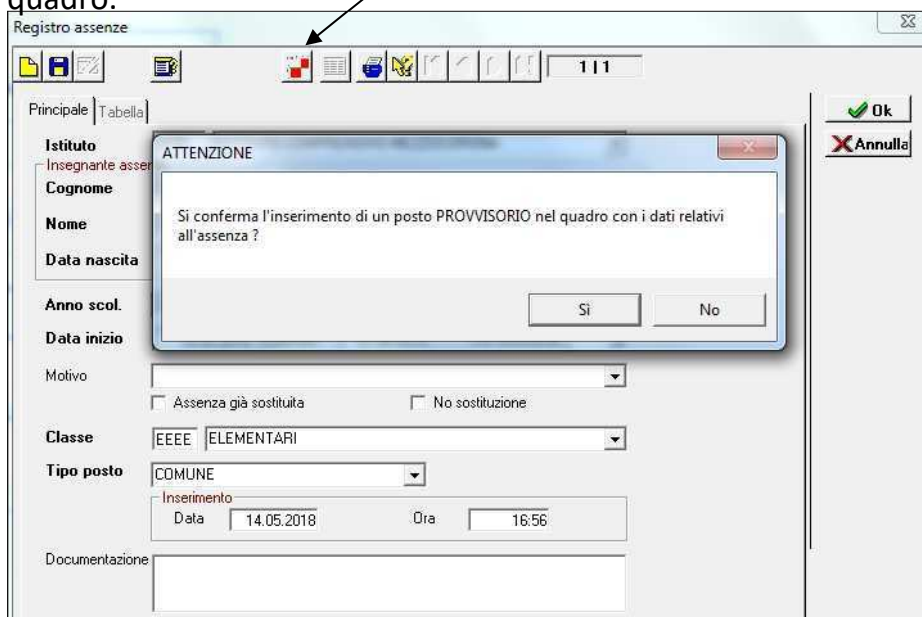 quadro.
Registro assenze
1 | 1
Principale Tabella
Ok
Annulla
Istituto
Insegnante asser
Cognome
Nome
Data nascita
ATTENZIONE
Si conferma l'inserimento di un posto PROVVISORIO nel quadro con i dati relativi
all'assenza ?
Sì No
Anno scol.
Data inizio
Motivo
Assenza già sostituita No sostituzione
Classe EEEE ELEMENTARI
Tipo posto COMUNE
Inserimento
Data 14.05.2018 Ora 16:56
Documentazione